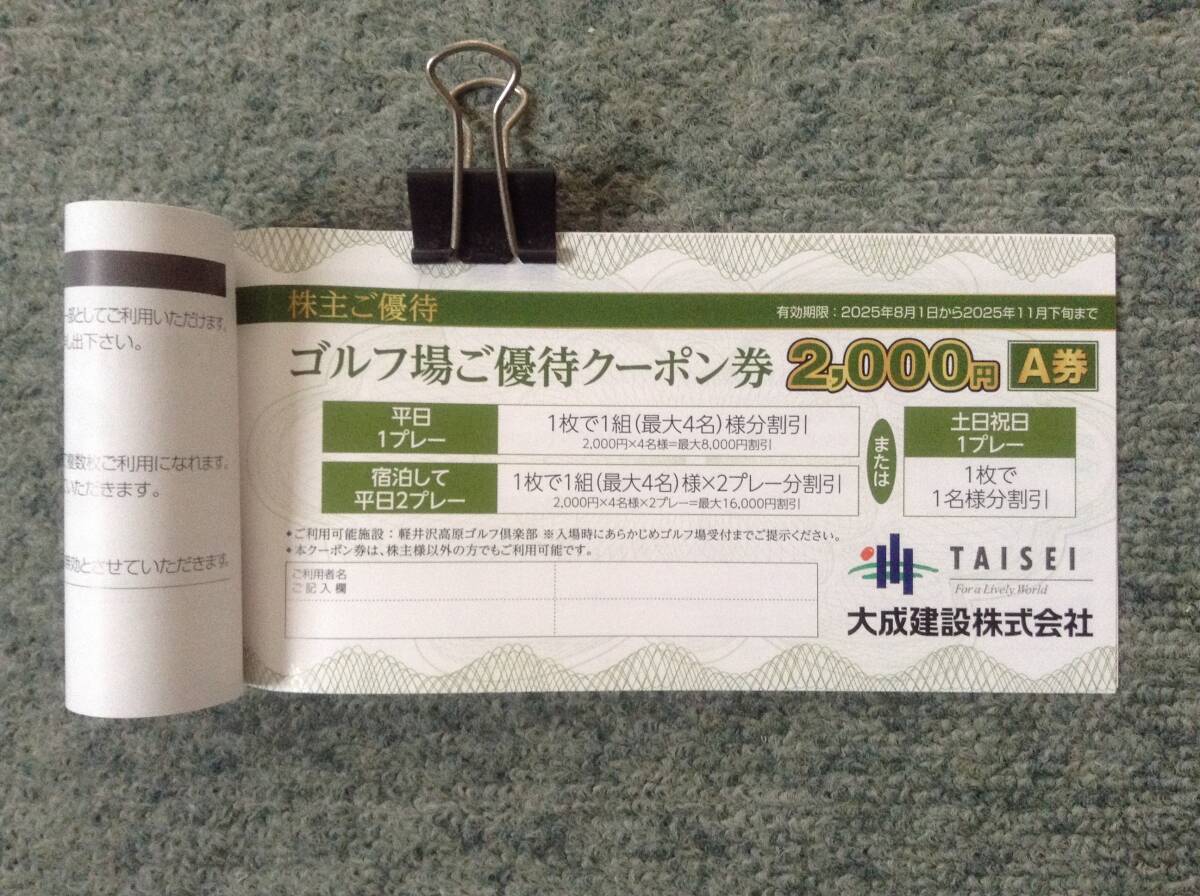 一部としてご利用いただけます。
し出下さい。
複数枚ご利用になれます。
いただきます。
無効とさせていただきます。
株主ご優待
有効期限：2025年8月1日から2025年11月下旬まで
ゴルフ場ご優待クーポン券 2,000円 A券
平日
1プレー
1枚で1組(最大4名)様分割引
2,000円×4名様=最大8,000円割引
宿泊して
平日2プレー
1枚で1組(最大4名)様×2プレー分割引
2,000円×4名様×2プレー=最大16,000円割引
または
土日祝日
1プレー
1枚で
1名様分割引
●ご利用可能施設：軽井沢高原ゴルフ倶楽部 ※入場時にあらかじめゴルフ場受付までご提示ください。
●本クーポン券は、株主様以外の方でもご利用可能です。
ご利用者名
ご記入欄
TAISEI
For a Lively World
大成建設株式会社